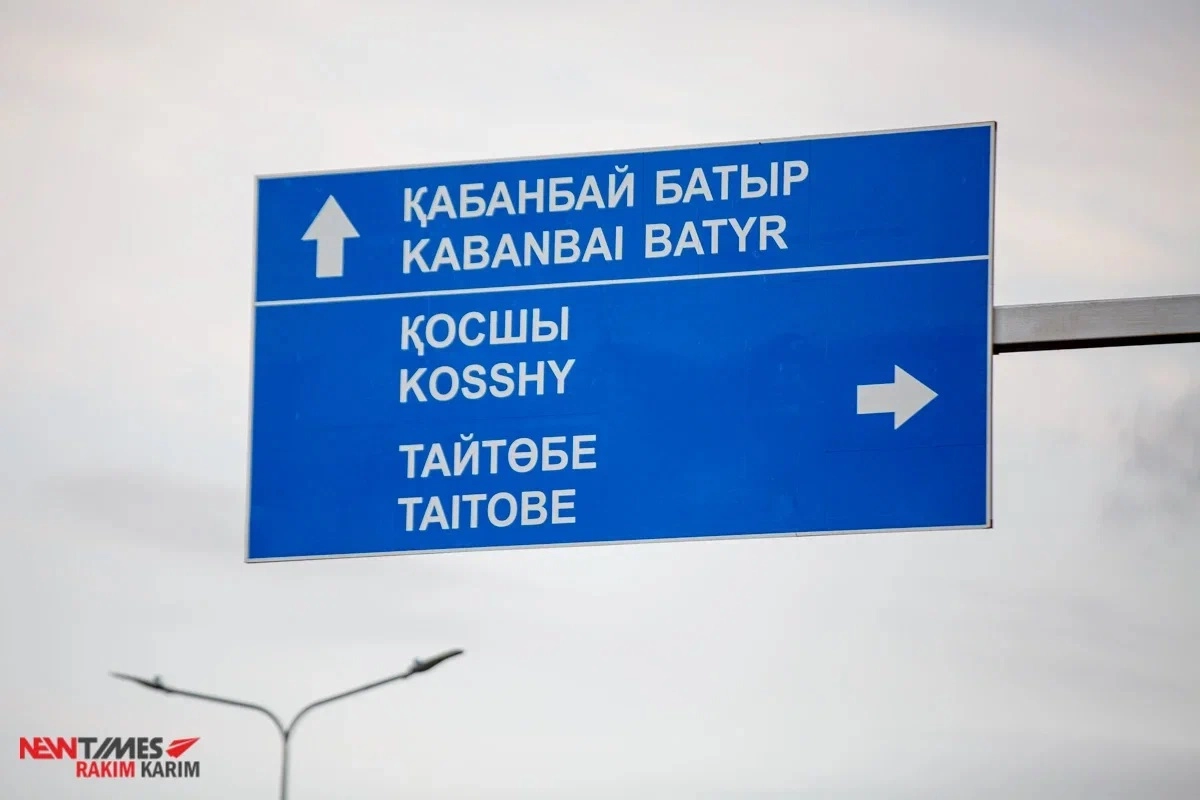 ҚАБАНБАЙ БАТЫР
KABANBAI BATYR
ҚОСШЫ
KOSSHY
ТАЙТӨБЕ
TAITOBE
NEWTIMES
RAKIM KARIM